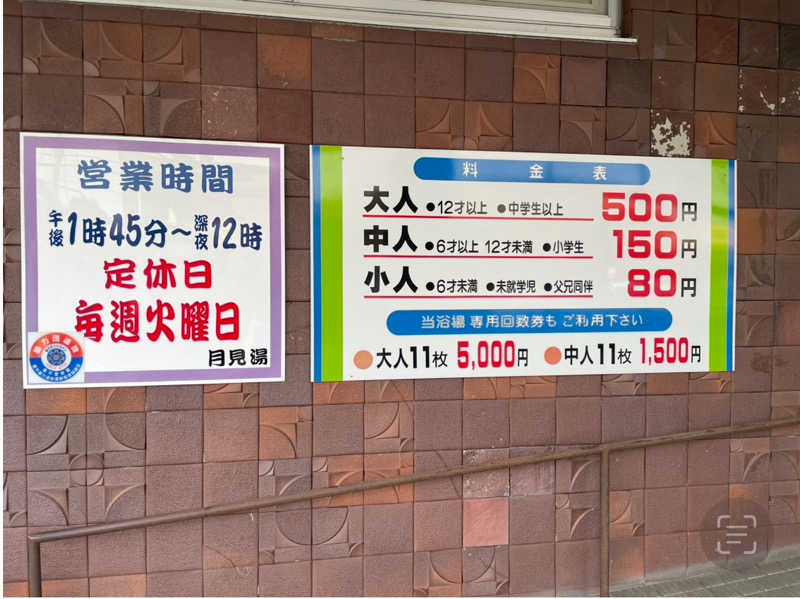 営業時間
午後1時45分〜深夜12時
定休日
毎週火曜日
月見湯
料金表
大人 ●12才以上 ●中学生以上 500円
中人 ●6才以上 12才未満 ●小学生 150円
小人 ●6才未満 ●未就学児 ●父兄同伴 80円
当浴場専用回数券も ご利用下さい
●大人11枚 5,000円 ●中人11枚 1,500円